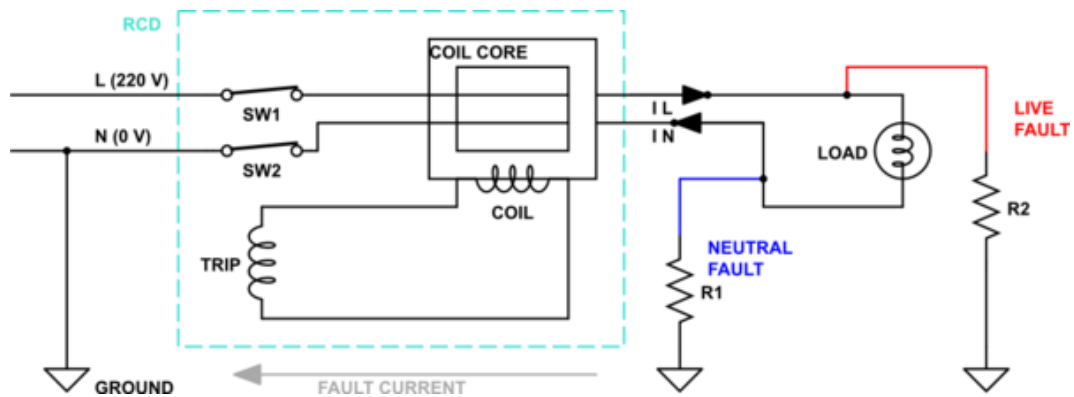 RCD
COIL CORE
L (220 V)
SW1
I L
LIVE
FAULT
N (0 V)
I N
SW2
LOAD
COIL
R2
TRIP
NEUTRAL
FAULT
R1
GROUND
FAULT CURRENT